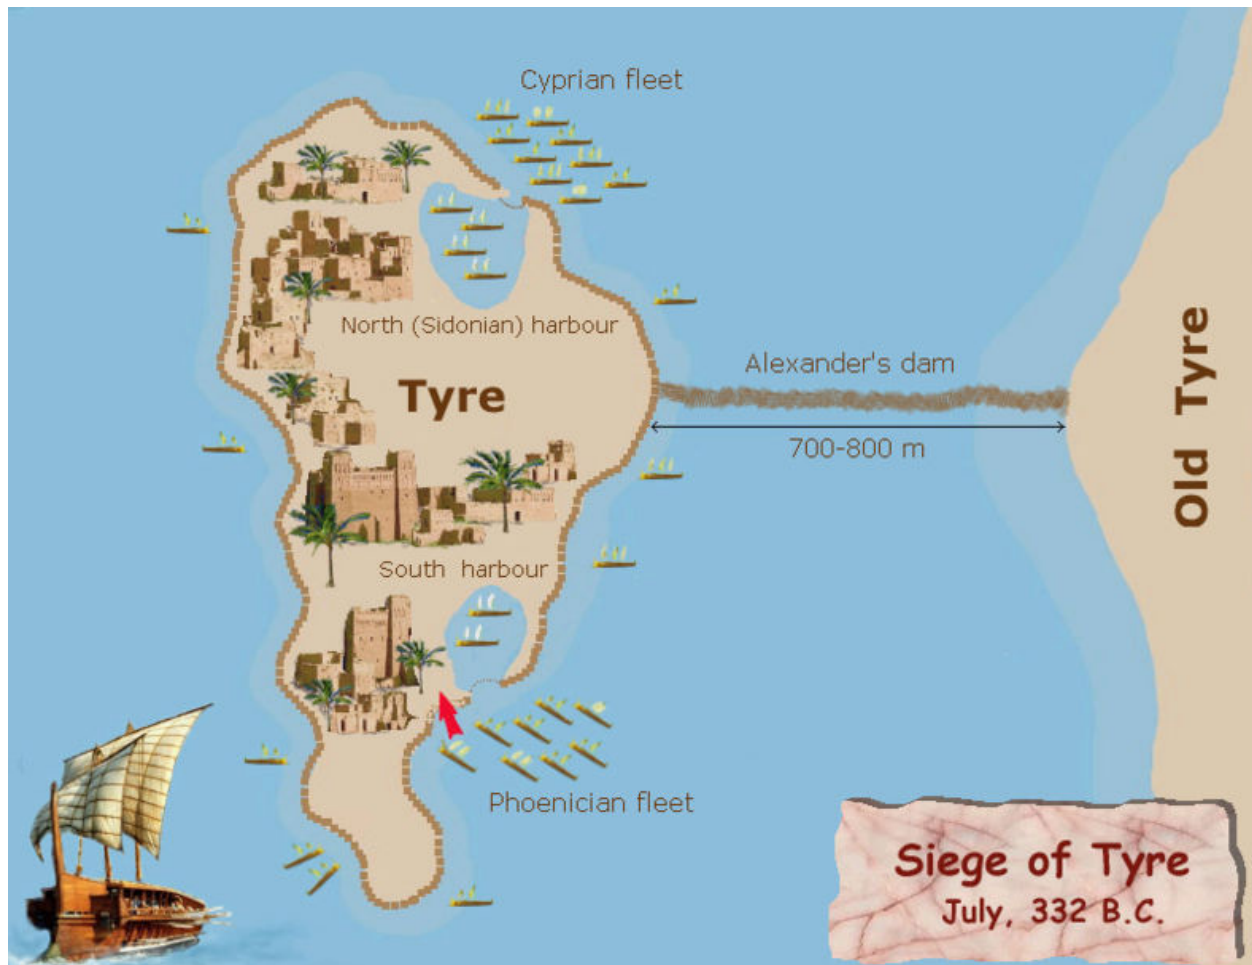 Cyprian fleet
North (Sidonian) harbour
Tyre
Alexander's dam
700-800 m
Old Tyre
South harbour
Phoenician fleet
Siege of Tyre
July, 332 B.C.